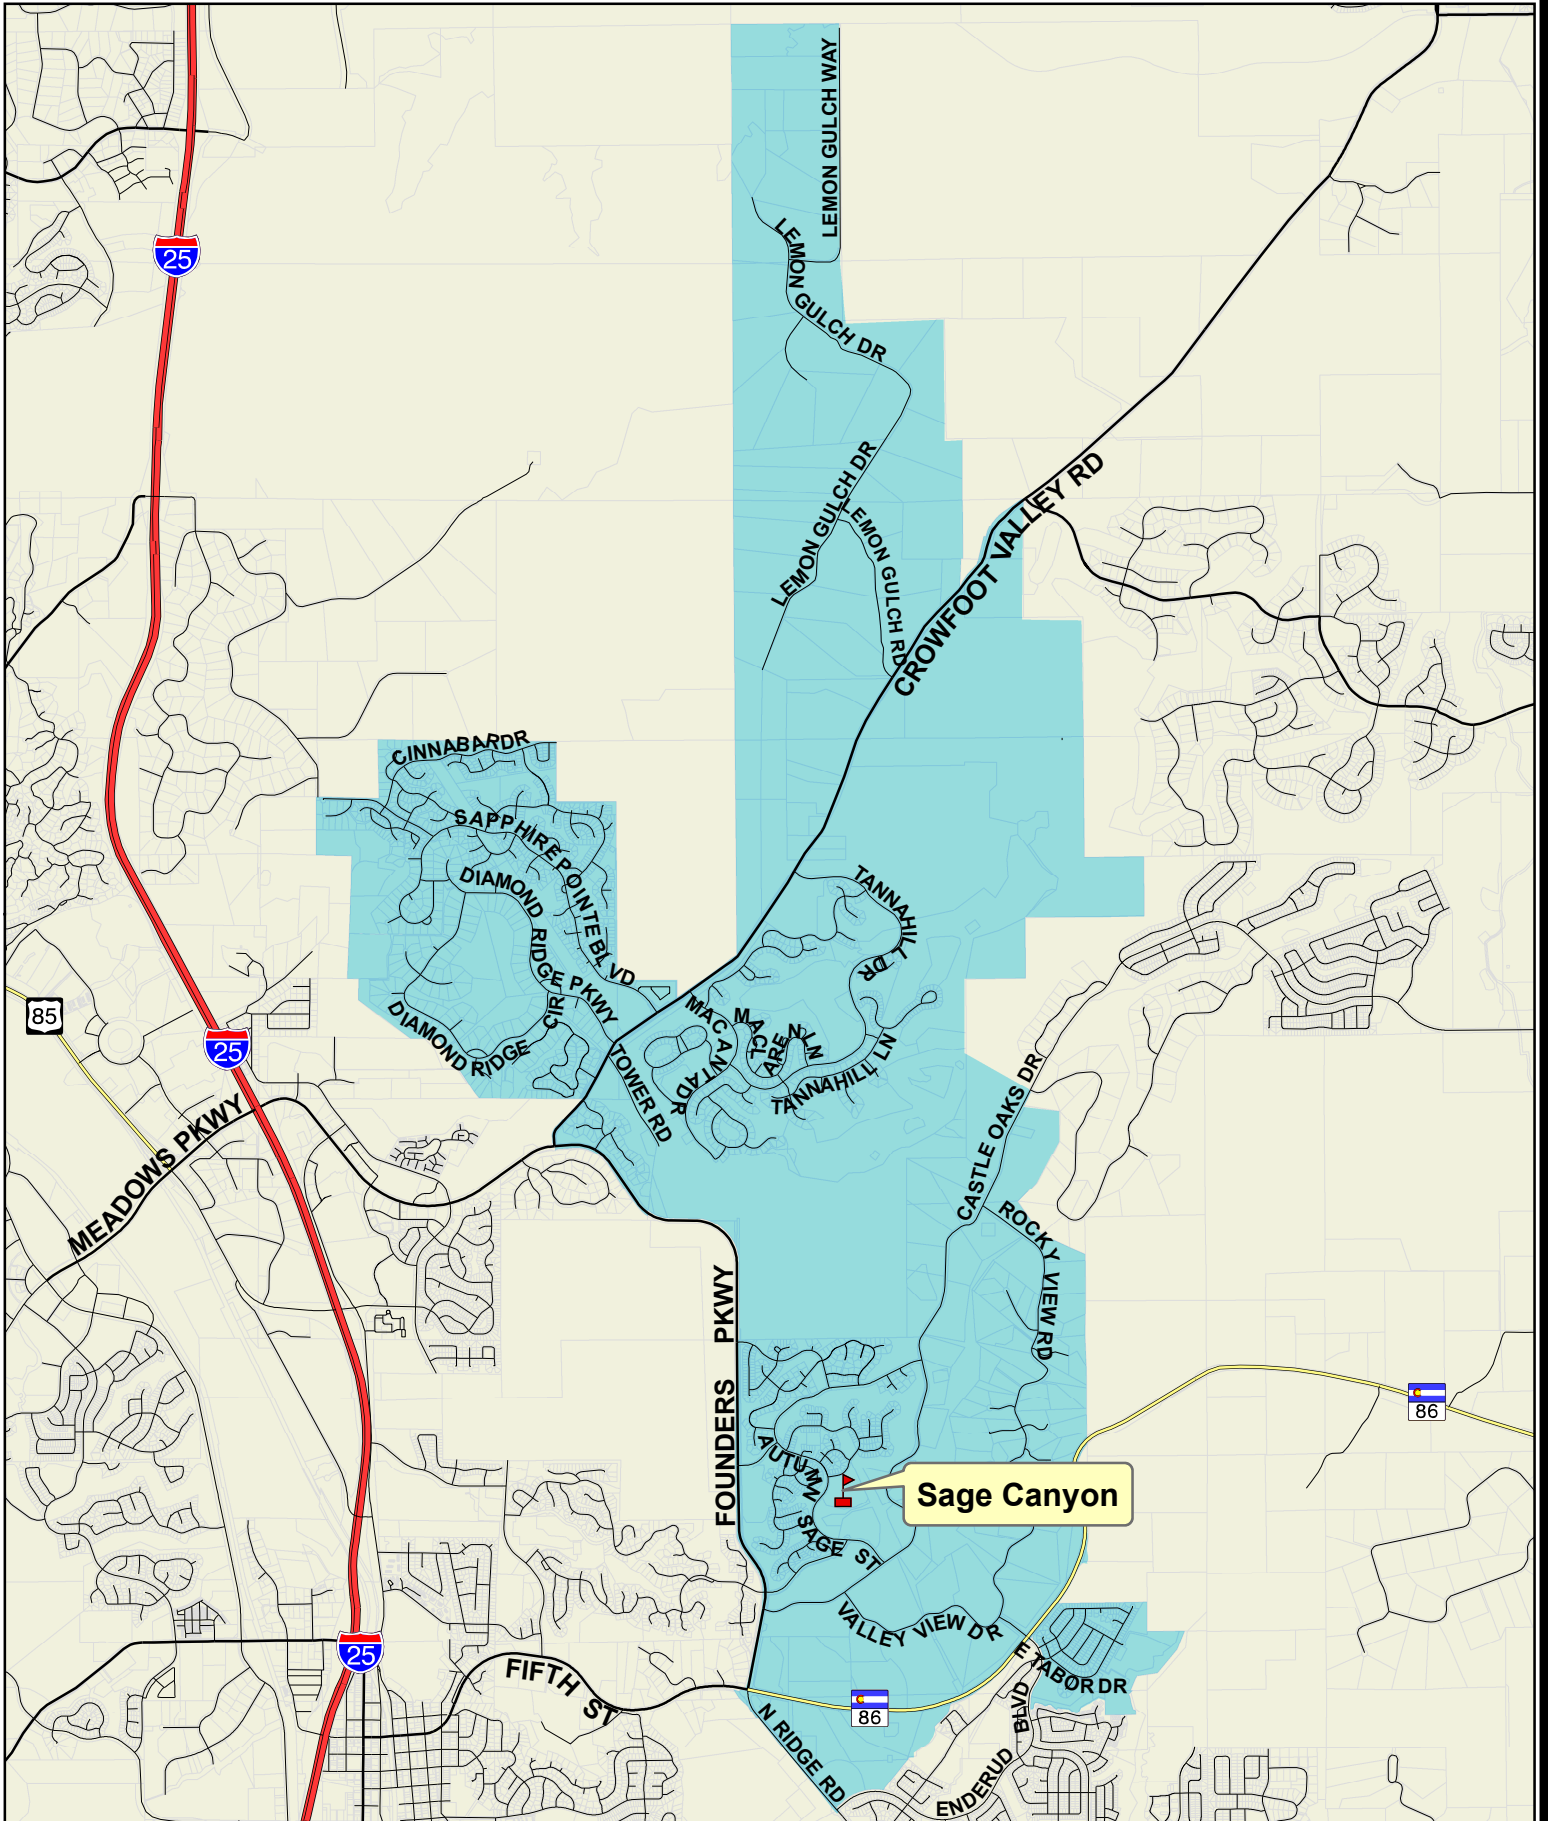 LEMON GULCH WAY
25
LEMON GULCH DR
LEMON GULCH DR
LEMON GULCH RD
CROWFOOT VALLEY RD
CINNABAR DR
SAPPHIRE POINTE BLVD
DIAMOND RIDGE PKWY
DIAMOND RIDGE CIR
TANNAHILL DR
MACANTA DR
MACLAREN LN
TANNAHILL LN
TOWER RD
85
25
MEADOWS PKWY
CASTLE OAKS DR
ROCKY VIEW RD
FOUNDERS PKWY
86
AUTUMN SAGE ST
Sage Canyon
VALLEY VIEW DR
25
FIFTH ST
E TABOR DR
86
N RIDGE RD
ENDERUD BLVD